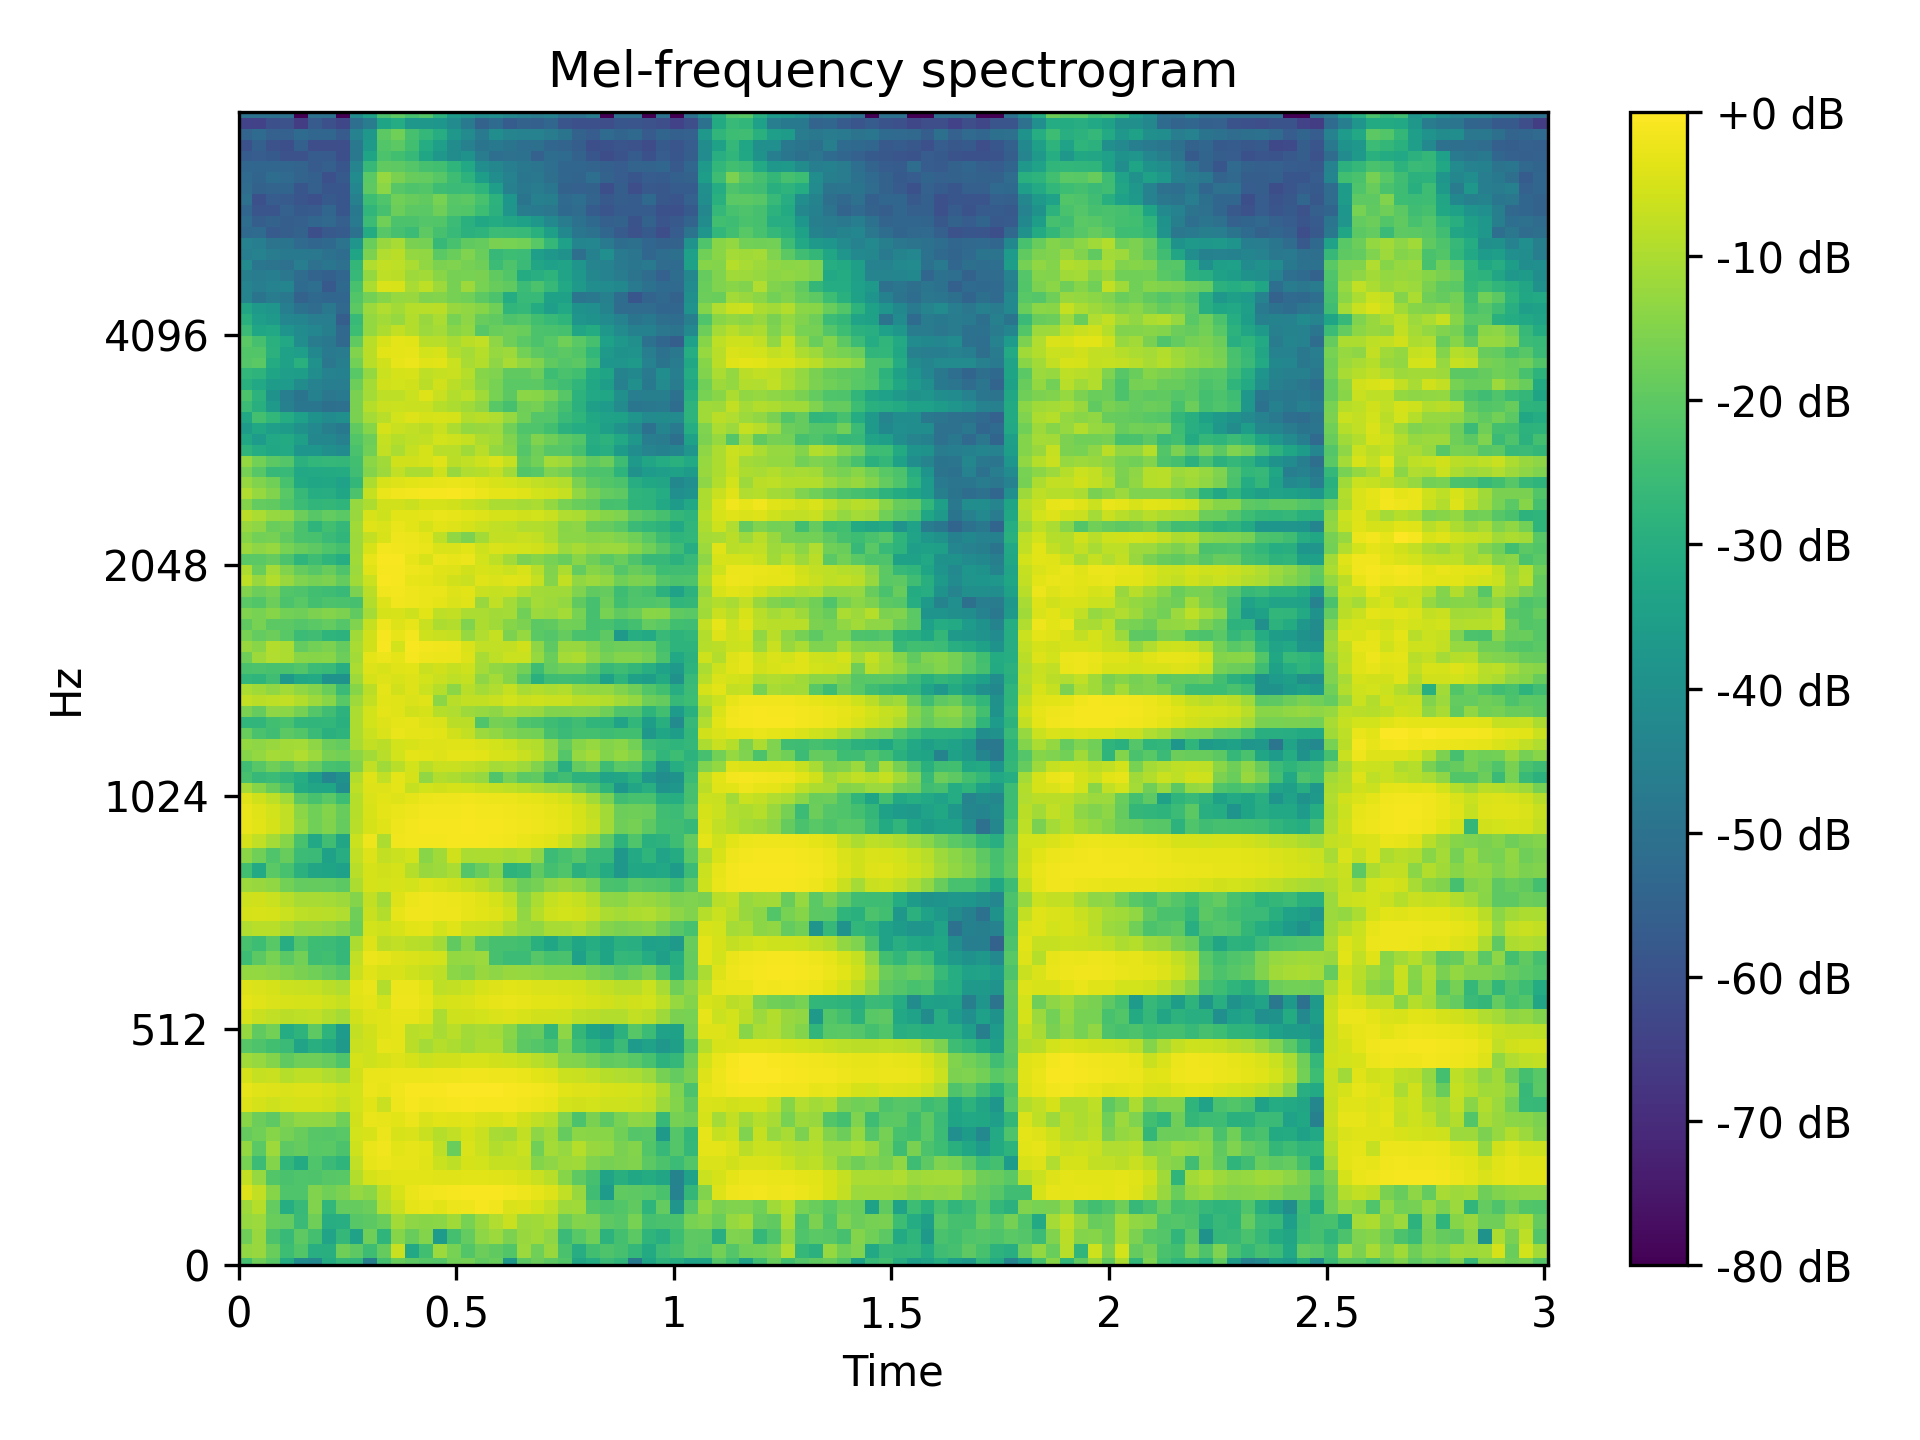 Mel-frequency spectrogram
Hz
4096
2048
1024
512
0
0 0.5 1 1.5 2 2.5 3
Time
+0 dB
-10 dB
-20 dB
-30 dB
-40 dB
-50 dB
-60 dB
-70 dB
-80 dB